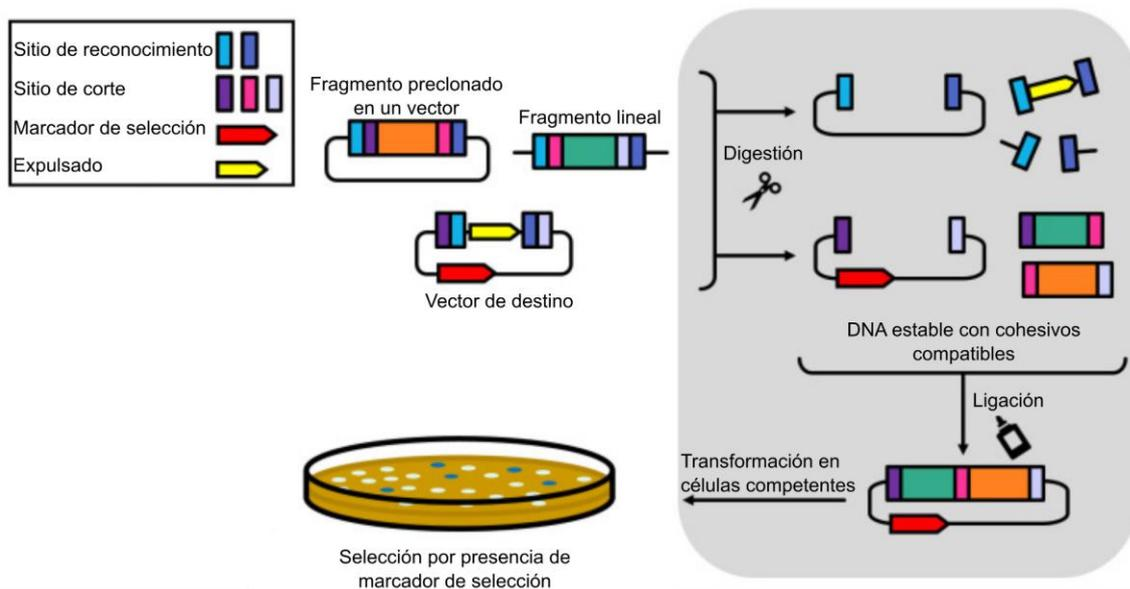 Sitio de reconocimiento
Sitio de corte
Marcador de selección
Expulsado
Fragmento preclonado
en un vector
Fragmento lineal
Vector de destino
Digestión
DNA estable con cohesivos
compatibles
Ligación
Transformación en
células competentes
Selección por presencia de
marcador de selección